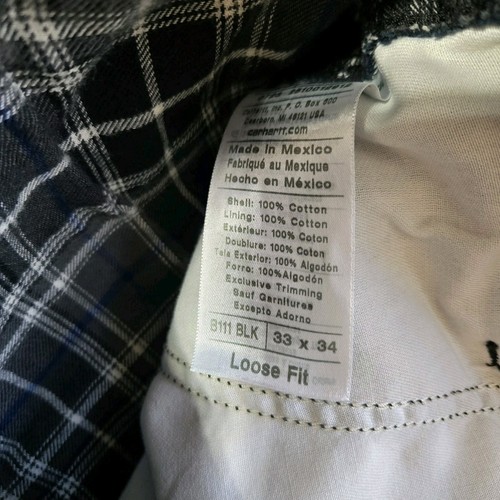 Carhartt, Inc. P.O. Box 600
Dearborn, MI 48121 USA
carhartt.com
Made in Mexico
Fabriqué au Mexique
Hecho en México
Shell: 100% Cotton
Lining: 100% Cotton
Extérieur: 100% Coton
Doublure: 100% Coton
Tela Exterior: 100% Algodón
Forro: 100% Algodón
Exclusive Trimming
Sauf Garnitures
Excepto Adorno
B111 BLK 33 x 34
Loose Fit